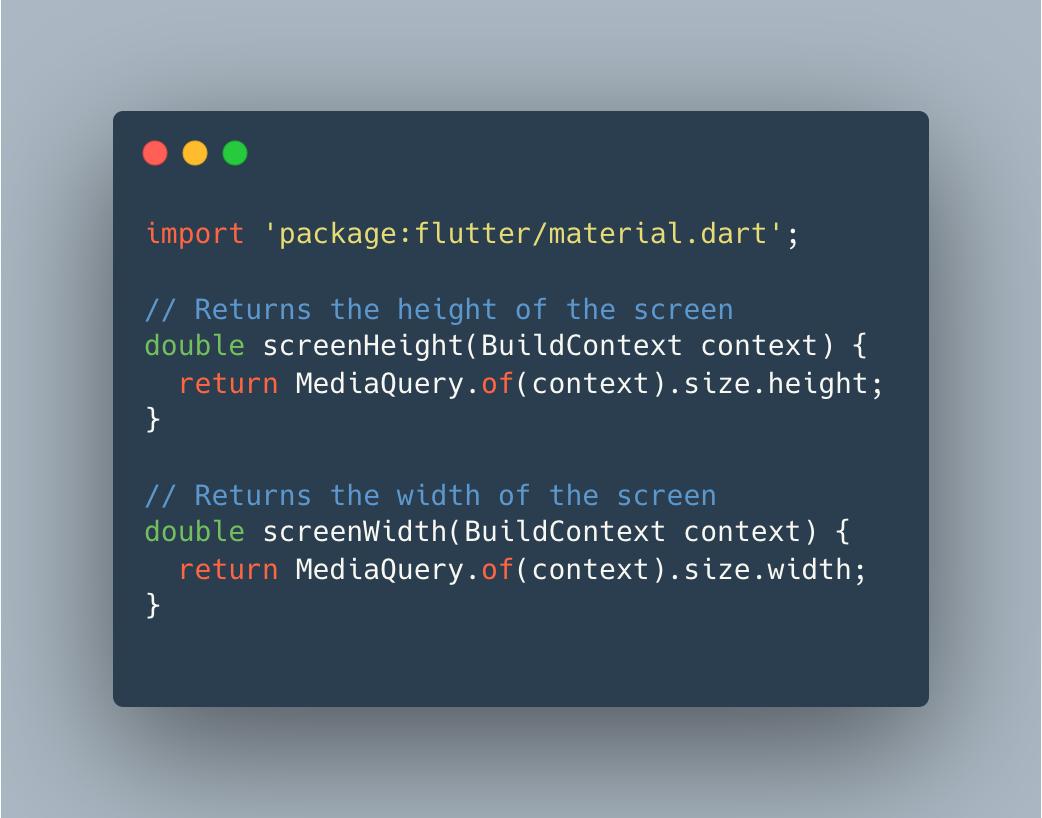 import 'package:flutter/material.dart';
// Returns the height of the screen
double screenHeight(BuildContext context) {
  return MediaQuery.of(context).size.height;
}
// Returns the width of the screen
double screenWidth(BuildContext context) {
  return MediaQuery.of(context).size.width;
}